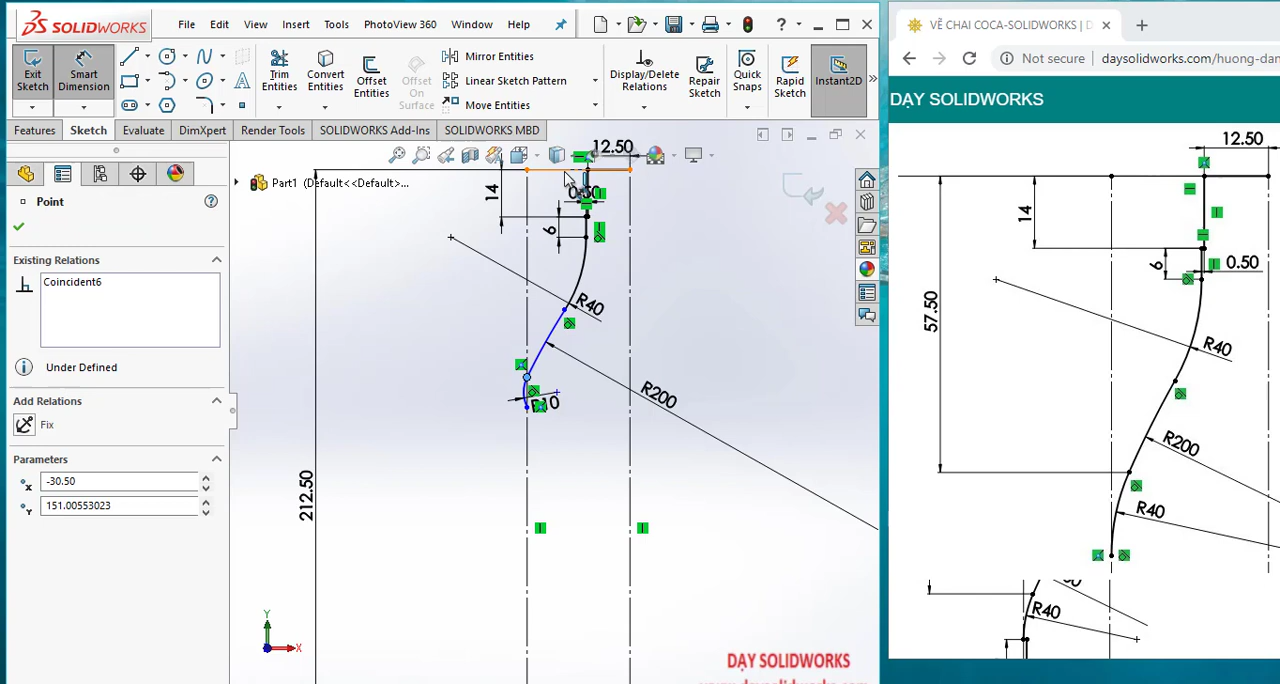 SOLIDWORKS
File Edit View Insert Tools PhotoView 360 Window Help
Exit Sketch
Smart Dimension
Trim Entities
Convert Entities
Offset Entities
Offset On Surface
Mirror Entities
Linear Sketch Pattern
Move Entities
Display/Delete Relations
Repair Sketch
Quick Snaps
Rapid Sketch
Instant2D
Features Sketch Evaluate DimXpert Render Tools SOLIDWORKS Add-Ins SOLIDWORKS MBD
Part1 (Default<<Default>...
Point
Existing Relations
Coincident6
Under Defined
Add Relations
Fix
Parameters
-30.50
151.00553023
12.50
14
0.50
6
R40
R200
R10
212.50
Y
X
DẠY SOLIDWORKS
VẼ CHAI COCA-SOLIDWORKS | D
Not secure
daysolidworks.com/huong-dan
DẠY SOLIDWORKS
12.50
14
6
0.50
57.50
R40
R200
R40
R40